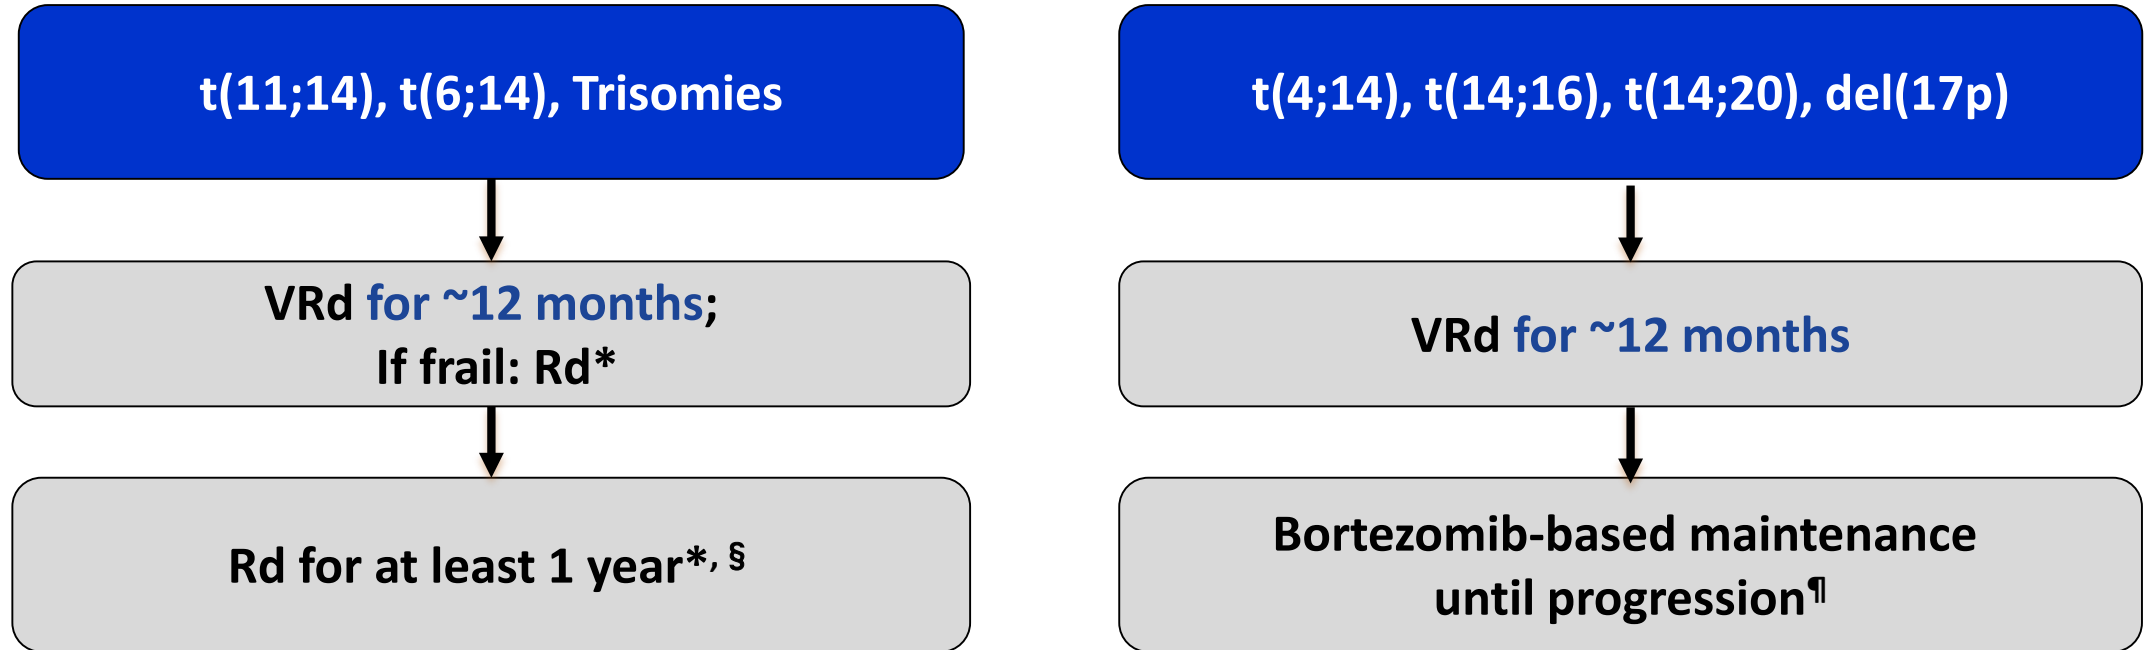 t(11;14), t(6;14), Trisomies
VRd for ~12 months;
If frail: Rd*
Rd for at least 1 year*, §
t(4;14), t(14;16), t(14;20), del(17p)
VRd for ~12 months
Bortezomib-based maintenance
until progression¶